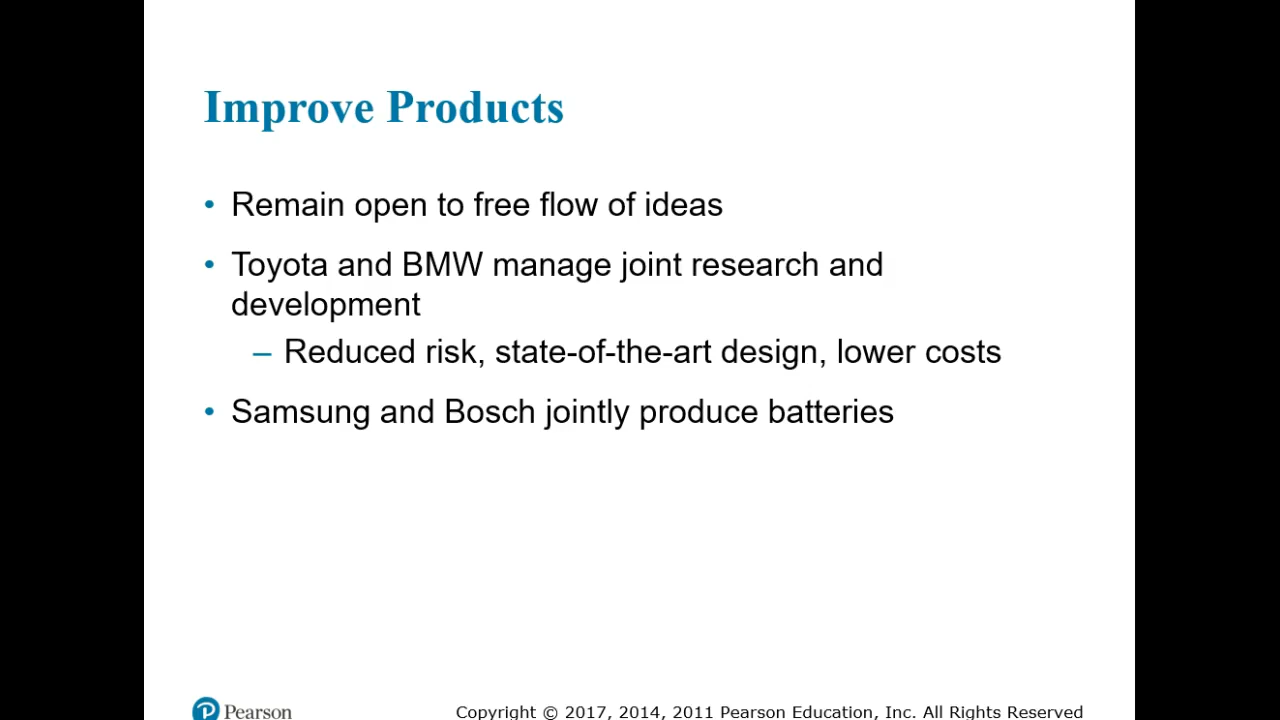 Improve Products
• Remain open to free flow of ideas
• Toyota and BMW manage joint research and
development
– Reduced risk, state-of-the-art design, lower costs
• Samsung and Bosch jointly produce batteries
Pearson
Copyright © 2017, 2014, 2011 Pearson Education, Inc. All Rights Reserved